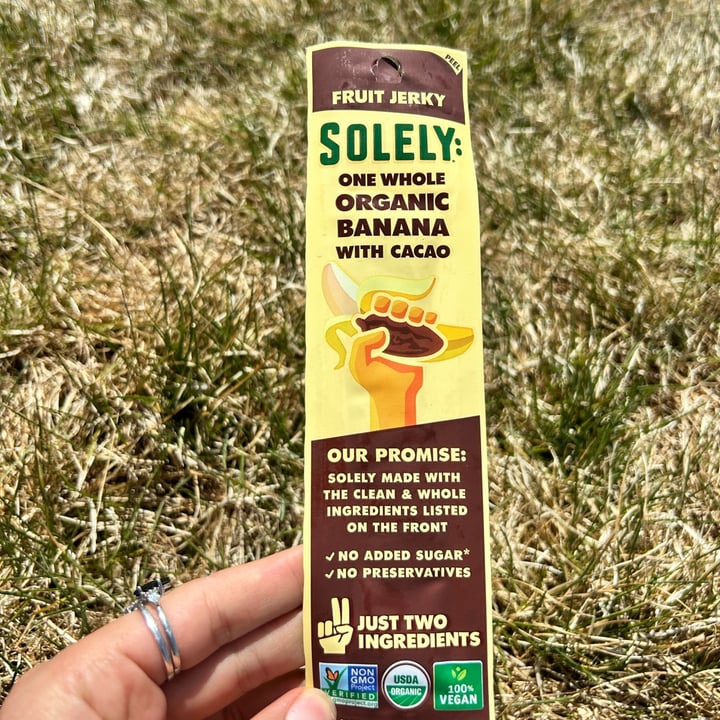 PEEL
FRUIT JERKY
SOLELY:
ONE WHOLE
ORGANIC
BANANA
WITH CACAO
OUR PROMISE:
SOLELY MADE WITH
THE CLEAN & WHOLE
INGREDIENTS LISTED
ON THE FRONT
✓ NO ADDED SUGAR*
✓ NO PRESERVATIVES
JUST TWO
INGREDIENTS
NON
GMO
Project
VERIFIED
USDA
ORGANIC
100%
VEGAN